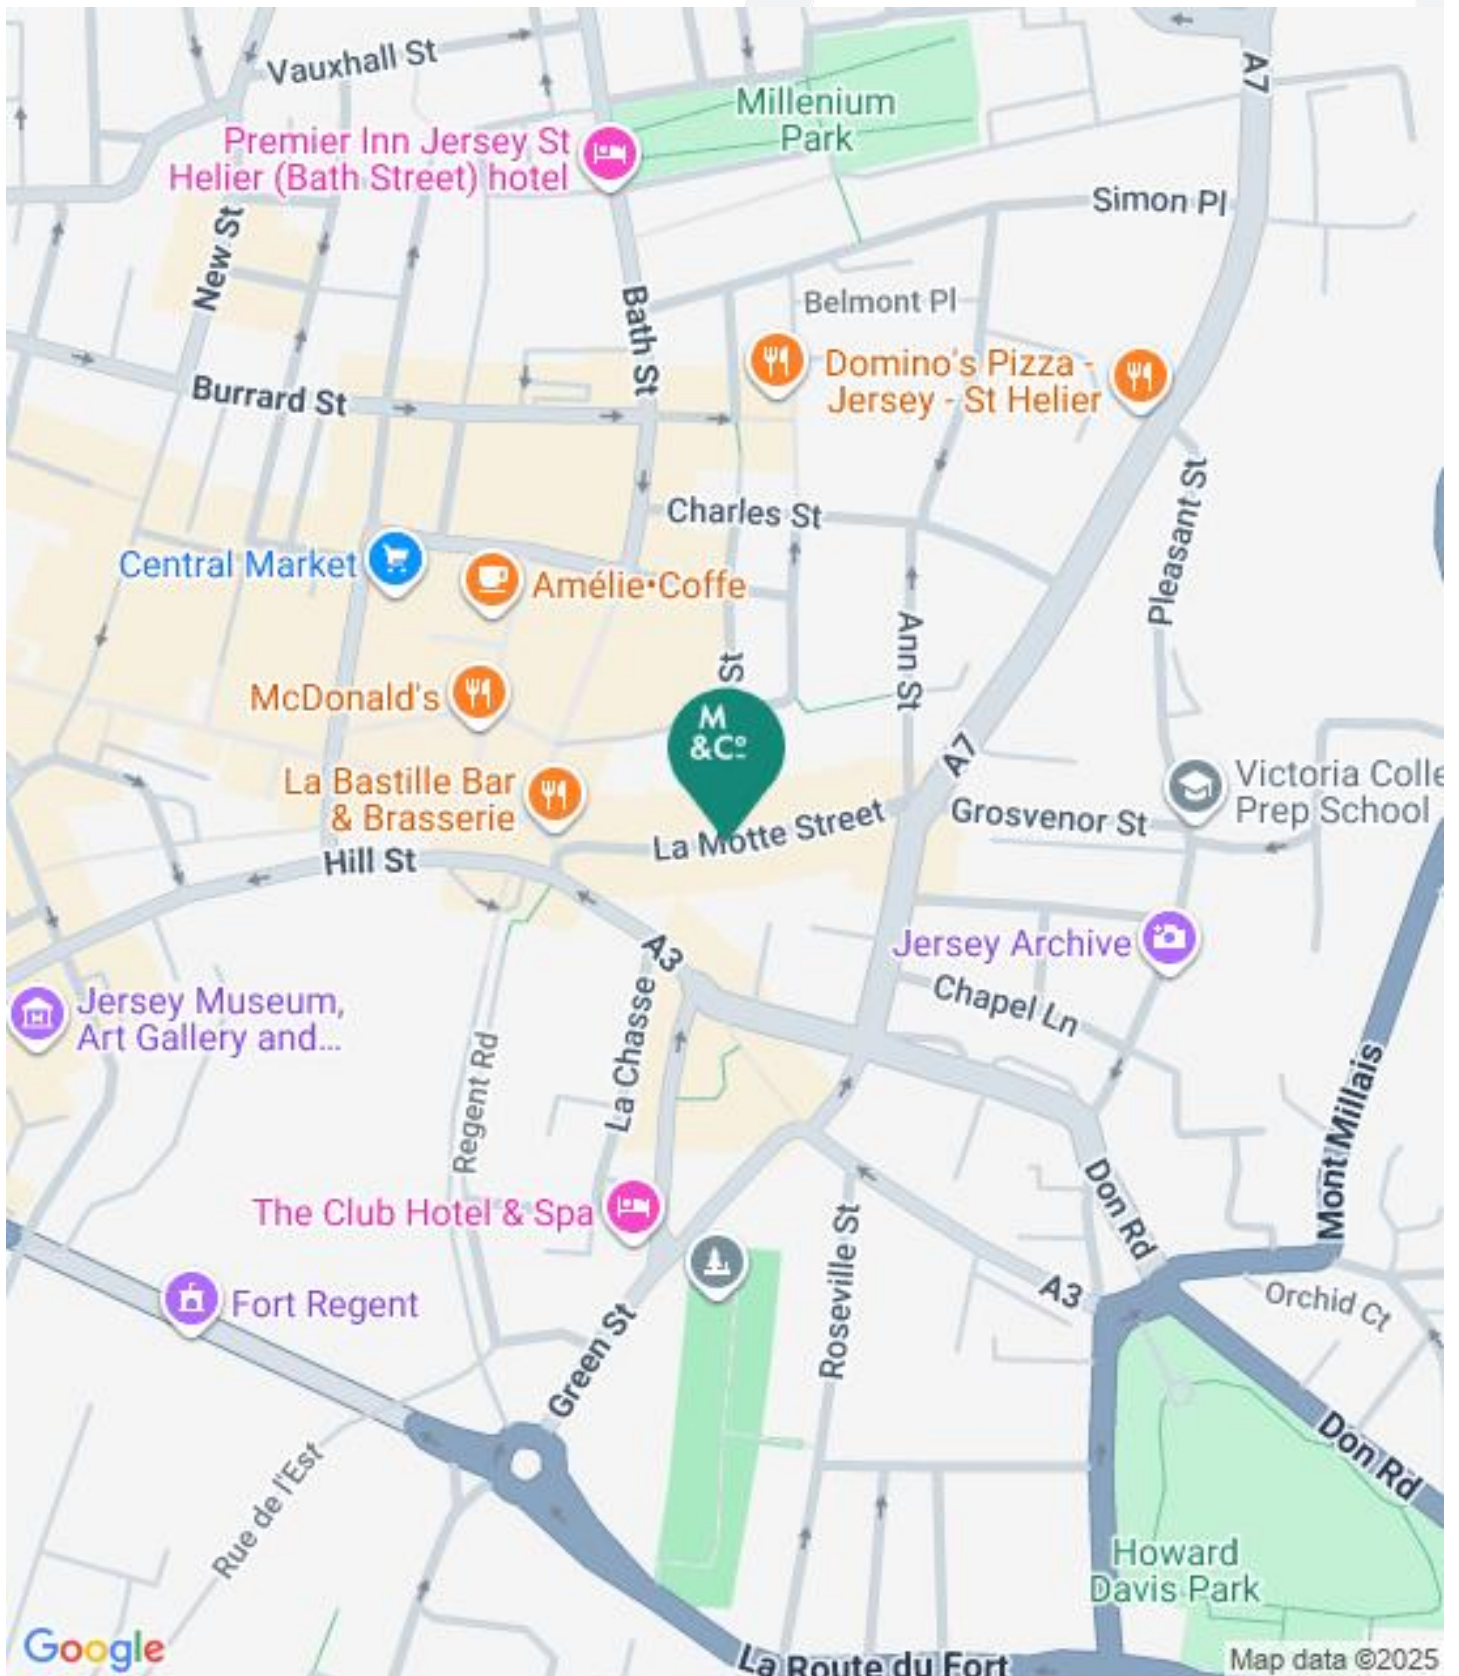 Vauxhall St
A7
Millenium
Park
Premier Inn Jersey St
Helier (Bath Street) hotel
Simon Pl
New St
Bath St
Belmont Pl
Domino's Pizza -
Jersey - St Helier
Burrard St
Pleasant St
Charles St
Central Market
Amélie•Coffe
Ann St
St
McDonald's
M
&Cº
A7
La Bastille Bar
& Brasserie
Victoria Colle
Prep School
La Motte Street
Grosvenor St
Hill St
A3
Jersey Archive
La Chasse
Chapel Ln
Jersey Museum,
Art Gallery and...
Regent Rd
Mont Millais
Don Rd
The Club Hotel & Spa
Roseville St
A3
Orchid Ct
Fort Regent
Green St
Don Rd
Rue de l'Est
Howard
Davis Park
Google
La Route du Fort
Map data ©2025